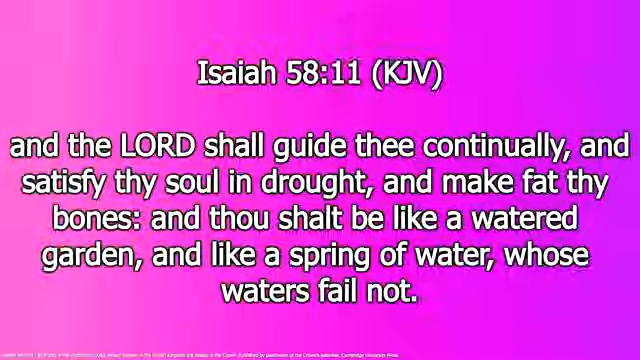 Isaiah 58:11 (KJV)
and the LORD shall guide thee continually, and
satisfy thy soul in drought, and make fat thy
bones: and thou shalt be like a watered
garden, and like a spring of water, whose
waters fail not.